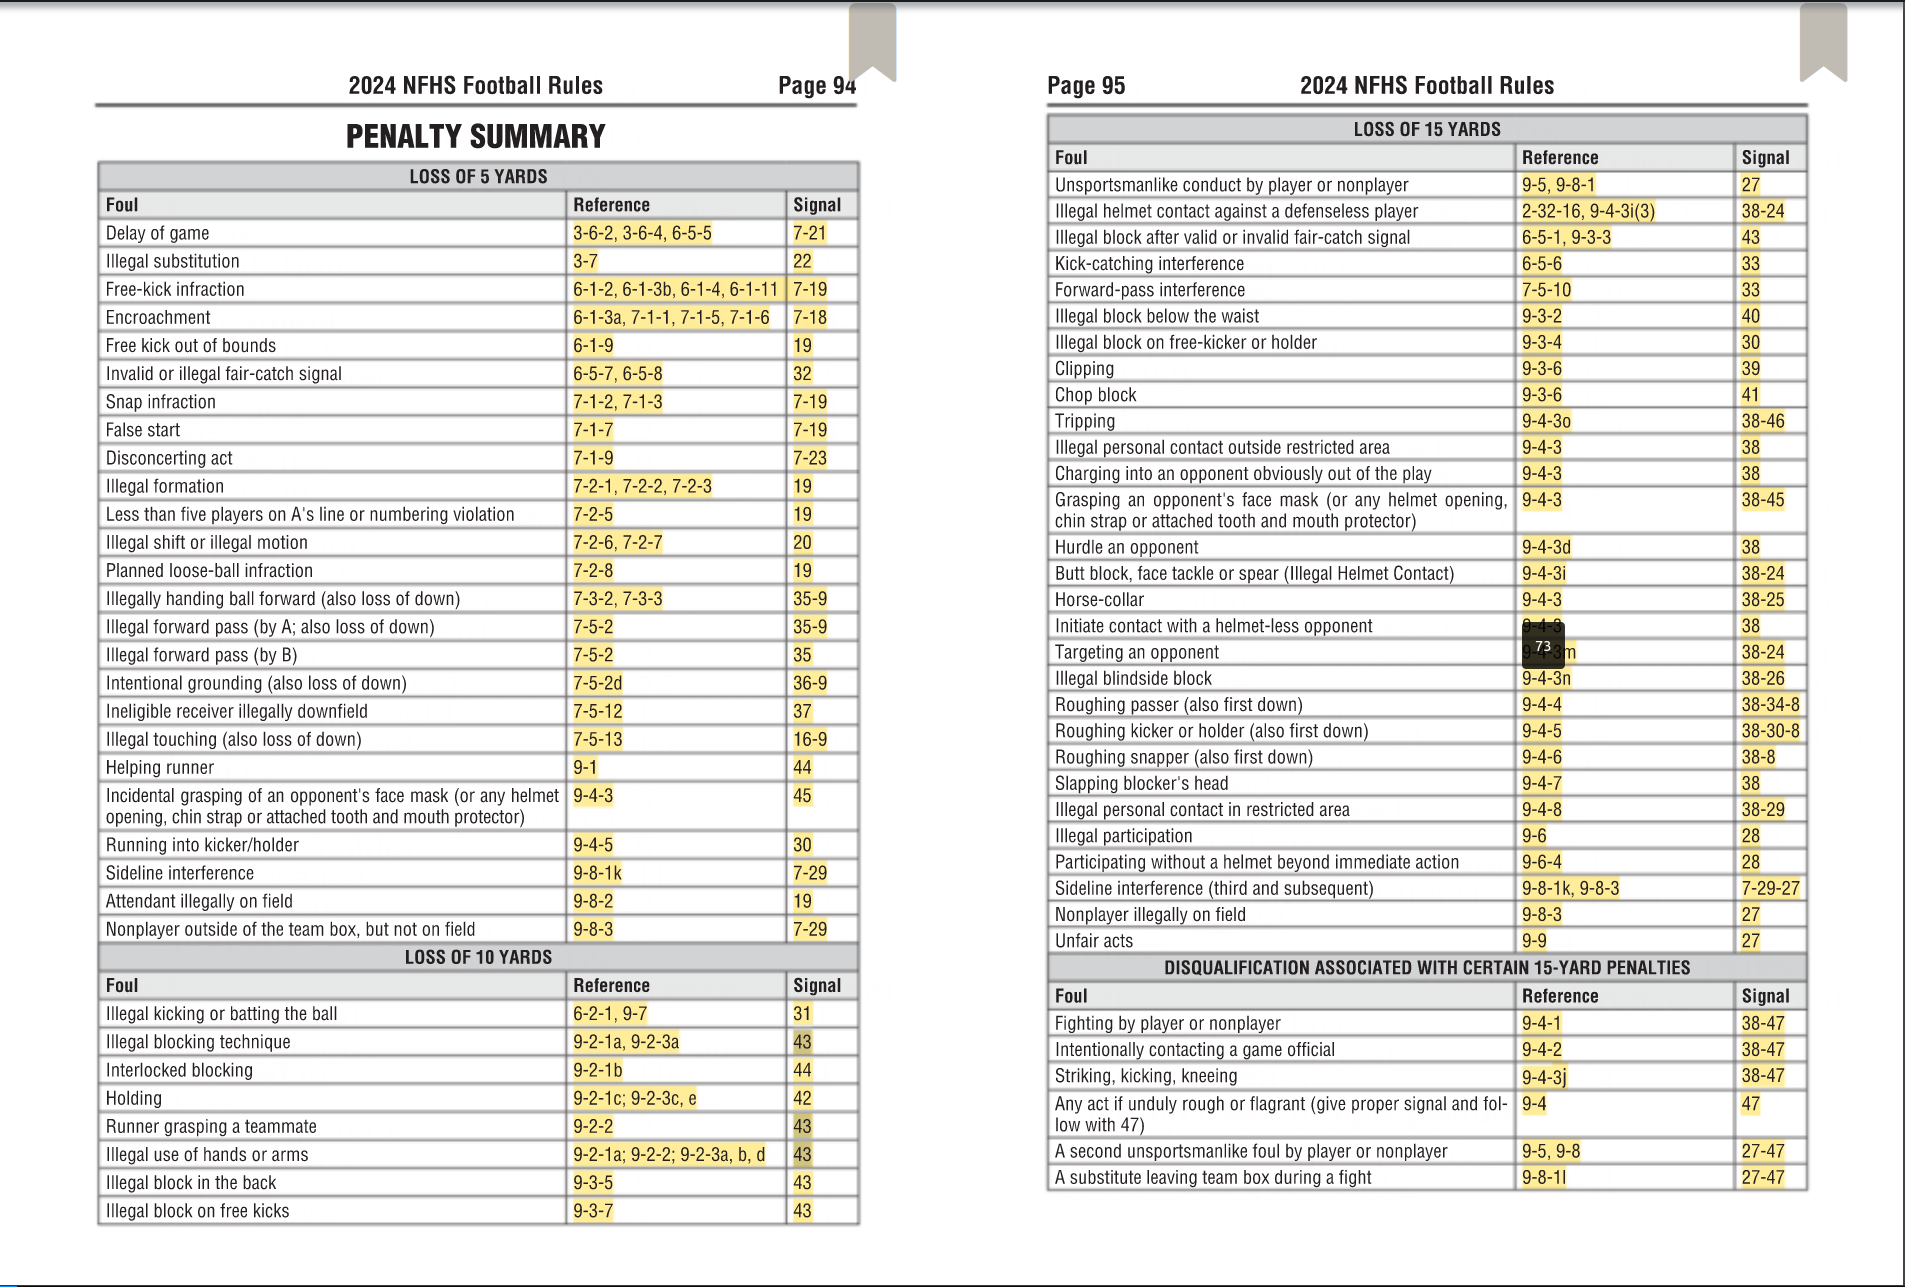 2024 NFHS Football Rules Page 94
PENALTY SUMMARY
LOSS OF 5 YARDS
Foul Reference Signal
Delay of game 3-6-2, 3-6-4, 6-5-5 7-21
Illegal substitution 3-7 22
Free-kick infraction 6-1-2, 6-1-3b, 6-1-4, 6-1-11 7-19
Encroachment 6-1-3a, 7-1-1, 7-1-5, 7-1-6 7-18
Free kick out of bounds 6-1-9 19
Invalid or illegal fair-catch signal 6-5-7, 6-5-8 32
Snap infraction 7-1-2, 7-1-3 7-19
False start 7-1-7 7-19
Disconcerting act 7-1-9 7-23
Illegal formation 7-2-1, 7-2-2, 7-2-3 19
Less than five players on A's line or numbering violation 7-2-5 19
Illegal shift or illegal motion 7-2-6, 7-2-7 20
Planned loose-ball infraction 7-2-8 19
Illegally handing ball forward (also loss of down) 7-3-2, 7-3-3 35-9
Illegal forward pass (by A; also loss of down) 7-5-2 35-9
Illegal forward pass (by B) 7-5-2 35
Intentional grounding (also loss of down) 7-5-2d 36-9
Ineligible receiver illegally downfield 7-5-12 37
Illegal touching (also loss of down) 7-5-13 16-9
Helping runner 9-1 44
Incidental grasping of an opponent's face mask (or any helmet 9-4-3 45
opening, chin strap or attached tooth and mouth protector)
Running into kicker/holder 9-4-5 30
Sideline interference 9-8-1k 7-29
Attendant illegally on field 9-8-2 19
Nonplayer outside of the team box, but not on field 9-8-3 7-29
LOSS OF 10 YARDS
Foul Reference Signal
Illegal kicking or batting the ball 6-2-1, 9-7 31
Illegal blocking technique 9-2-1a, 9-2-3a 43
Interlocked blocking 9-2-1b 44
Holding 9-2-1c; 9-2-3c, e 42
Runner grasping a teammate 9-2-2 43
Illegal use of hands or arms 9-2-1a; 9-2-2; 9-2-3a, b, d 43
Illegal block in the back 9-3-5 43
Illegal block on free kicks 9-3-7 43
Page 95 2024 NFHS Football Rules
LOSS OF 15 YARDS
Foul Reference Signal
Unsportsmanlike conduct by player or nonplayer 9-5, 9-8-1 27
Illegal helmet contact against a defenseless player 2-32-16, 9-4-3i(3) 38-24
Illegal block after valid or invalid fair-catch signal 6-5-1, 9-3-3 43
Kick-catching interference 6-5-6 33
Forward-pass interference 7-5-10 33
Illegal block below the waist 9-3-2 40
Illegal block on free-kicker or holder 9-3-4 30
Clipping 9-3-6 39
Chop block 9-3-6 41
Tripping 9-4-3o 38-46
Illegal personal contact outside restricted area 9-4-3 38
Charging into an opponent obviously out of the play 9-4-3 38
Grasping an opponent's face mask (or any helmet opening, 9-4-3 38-45
chin strap or attached tooth and mouth protector)
Hurdle an opponent 9-4-3d 38
Butt block, face tackle or spear (Illegal Helmet Contact) 9-4-3i 38-24
Horse-collar 9-4-3 38-25
Initiate contact with a helmet-less opponent 9-4-3 38
73
Targeting an opponent 9-4-3m 38-24
Illegal blindside block 9-4-3n 38-26
Roughing passer (also first down) 9-4-4 38-34-8
Roughing kicker or holder (also first down) 9-4-5 38-30-8
Roughing snapper (also first down) 9-4-6 38-8
Slapping blocker's head 9-4-7 38
Illegal personal contact in restricted area 9-4-8 38-29
Illegal participation 9-6 28
Participating without a helmet beyond immediate action 9-6-4 28
Sideline interference (third and subsequent) 9-8-1k, 9-8-3 7-29-27
Nonplayer illegally on field 9-8-3 27
Unfair acts 9-9 27
DISQUALIFICATION ASSOCIATED WITH CERTAIN 15-YARD PENALTIES
Foul Reference Signal
Fighting by player or nonplayer 9-4-1 38-47
Intentionally contacting a game official 9-4-2 38-47
Striking, kicking, kneeing 9-4-3j 38-47
Any act if unduly rough or flagrant (give proper signal and fol- 9-4 47
low with 47)
A second unsportsmanlike foul by player or nonplayer 9-5, 9-8 27-47
A substitute leaving team box during a fight 9-8-1l 27-47